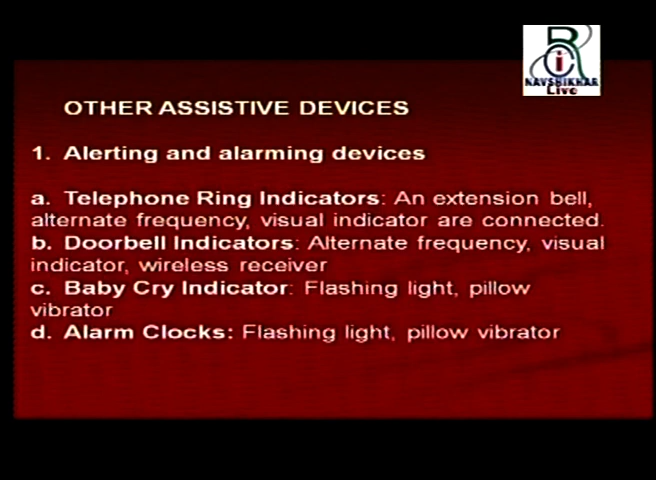 RCI
NAVSHIKHAR
Live
OTHER ASSISTIVE DEVICES
1. Alerting and alarming devices
a. Telephone Ring Indicators: An extension bell,
alternate frequency, visual indicator are connected.
b. Doorbell Indicators: Alternate frequency, visual
indicator, wireless receiver
c. Baby Cry Indicator: Flashing light, pillow
vibrator
d. Alarm Clocks: Flashing light, pillow vibrator